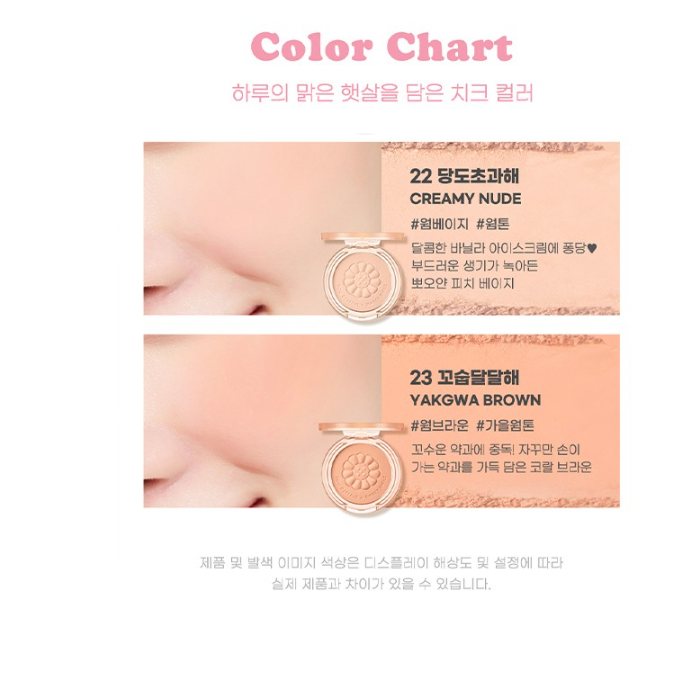 Color Chart
하루의 맑은 햇살을 담은 치크 컬러
22 당도초과해
CREAMY NUDE
#웜베이지 #웜톤
달콤한 바닐라 아이스크림에 퐁당♥
부드러운 생기가 녹아든
뽀오얀 피치 베이지
23 꼬숩달달해
YAKGWA BROWN
#웜브라운 #가을웜톤
꼬수운 약과에 중독! 자꾸만 손이
가는 약과를 가득 담은 코랄 브라운
제품 및 발색 이미지 색상은 디스플레이 해상도 및 설정에 따라
실제 제품과 차이가 있을 수 있습니다.